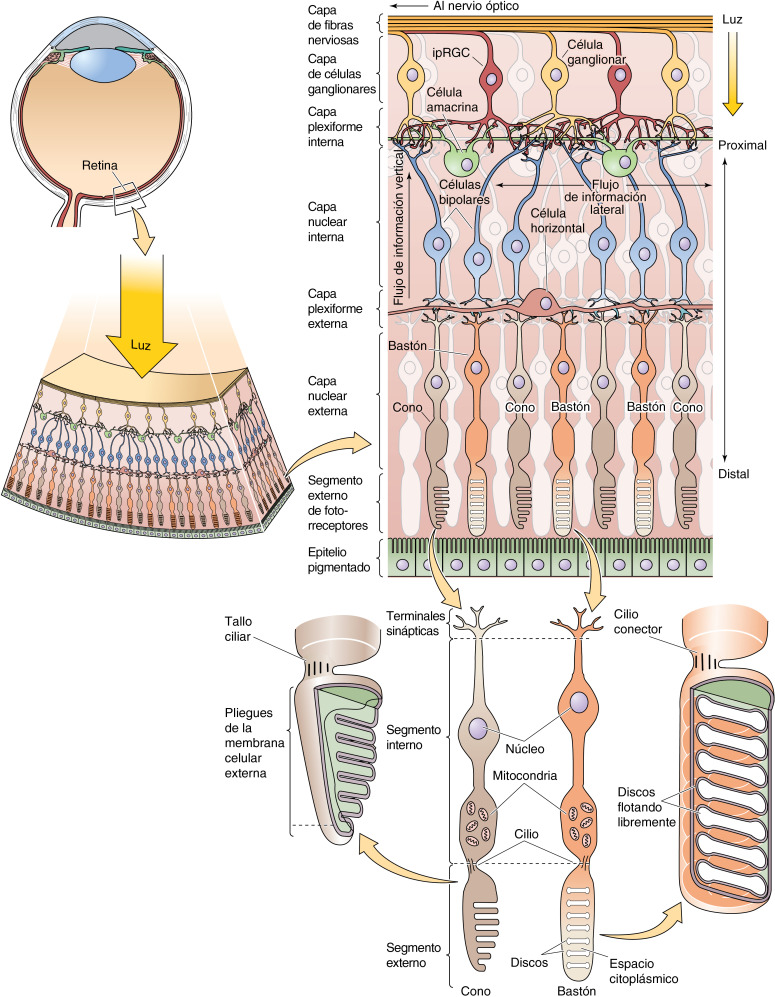 Al nervio óptico
Capa
de fibras
nerviosas
Luz
Capa
de células
ganglionares
ipRGC
Célula
ganglionar
Célula
amacrina
Capa
plexiforme
interna
Proximal
Retina
Flujo de información vertical
Células
bipolares
Flujo
de información
lateral
Célula
horizontal
Capa
nuclear
interna
Capa
plexiforme
externa
Luz
Bastón
Capa
nuclear
externa
Cono
Cono
Bastón
Bastón
Cono
Distal
Segmento
externo
de foto-
rreceptores
Epitelio
pigmentado
Tallo
ciliar
Terminales
sinápticas
Cilio
conector
Pliegues
de la
membrana
celular
externa
Segmento
interno
Núcleo
Mitocondria
Discos
flotando
libremente
Cilio
Segmento
externo
Discos
Espacio
citoplásmico
Cono
Bastón